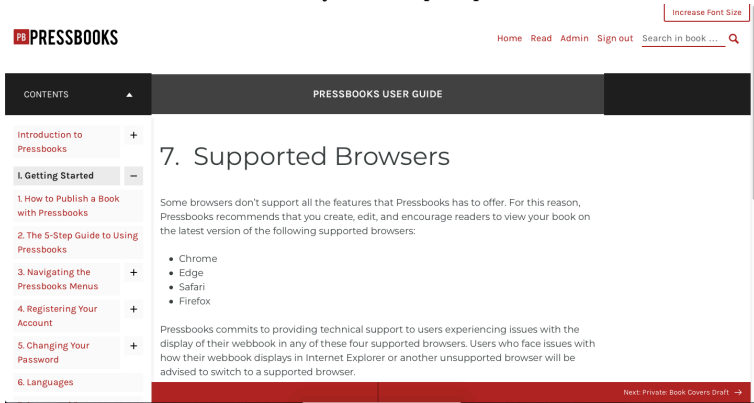 Increase Font Size
PB PRESSBOOKS
Home Read Admin Sign out Search in book ...
CONTENTS
PRESSBOOKS USER GUIDE
Introduction to
Pressbooks
+
I. Getting Started
–
1. How to Publish a Book
with Pressbooks
2. The 5-Step Guide to Using
Pressbooks
3. Navigating the
Pressbooks Menus
+
4. Registering Your
Account
+
5. Changing Your
Password
+
6. Languages
7. Supported Browsers
Some browsers don't support all the features that Pressbooks has to offer. For this reason,
Pressbooks recommends that you create, edit, and encourage readers to view your book on
the latest version of the following supported browsers:
• Chrome
• Edge
• Safari
• Firefox
Pressbooks commits to providing technical support to users experiencing issues with the
display of their webbook in any of these four supported browsers. Users who face issues with
how their webbook displays in Internet Explorer or another unsupported browser will be
advised to switch to a supported browser.
Next: Private: Book Covers Draft →